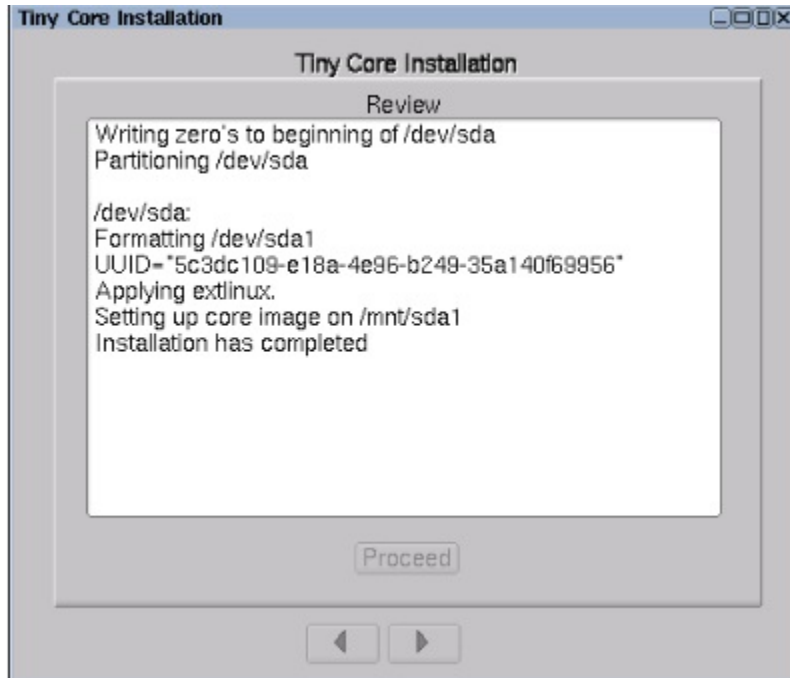 Tiny Core Installation
Tiny Core Installation
Review
Writing zero's to beginning of /dev/sda
Partitioning /dev/sda
/dev/sda:
Formatting /dev/sda1
UUID="5c3dc109-e18a-4e96-b249-35a140f69956"
Applying extlinux.
Setting up core image on /mnt/sda1
Installation has completed
Proceed